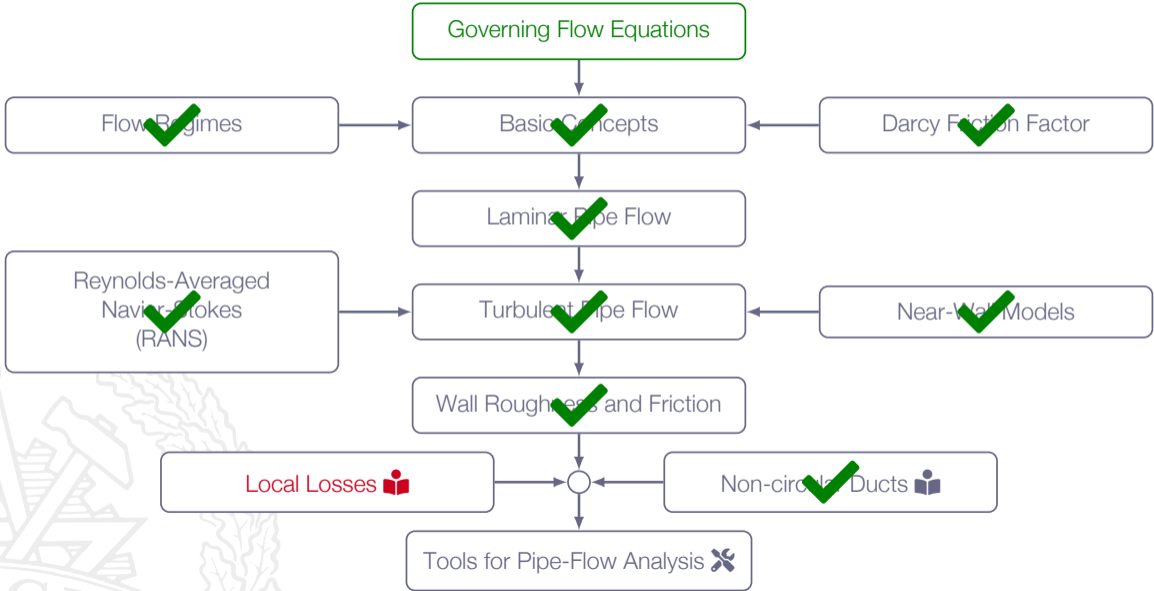 Governing Flow Equations
Flow Regimes
Basic Concepts
Darcy Friction Factor
Laminar Pipe Flow
Reynolds-Averaged
Navier-Stokes
(RANS)
Turbulent Pipe Flow
Near-Wall Models
Wall Roughness and Friction
Local Losses
Non-circular Ducts
Tools for Pipe-Flow Analysis